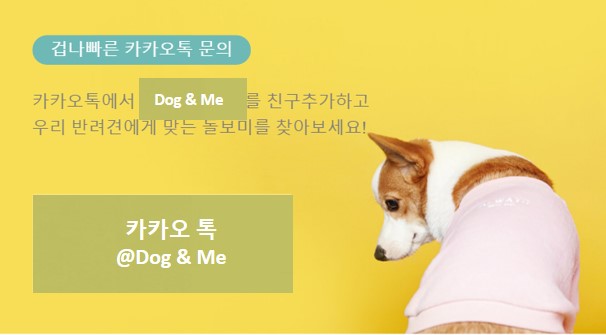 겁나빠른 카카오톡 문의
카카오톡에서 Dog & Me 를 친구추가하고
우리 반려견에게 맞는 돌보미를 찾아보세요!
카카오 톡
@Dog & Me